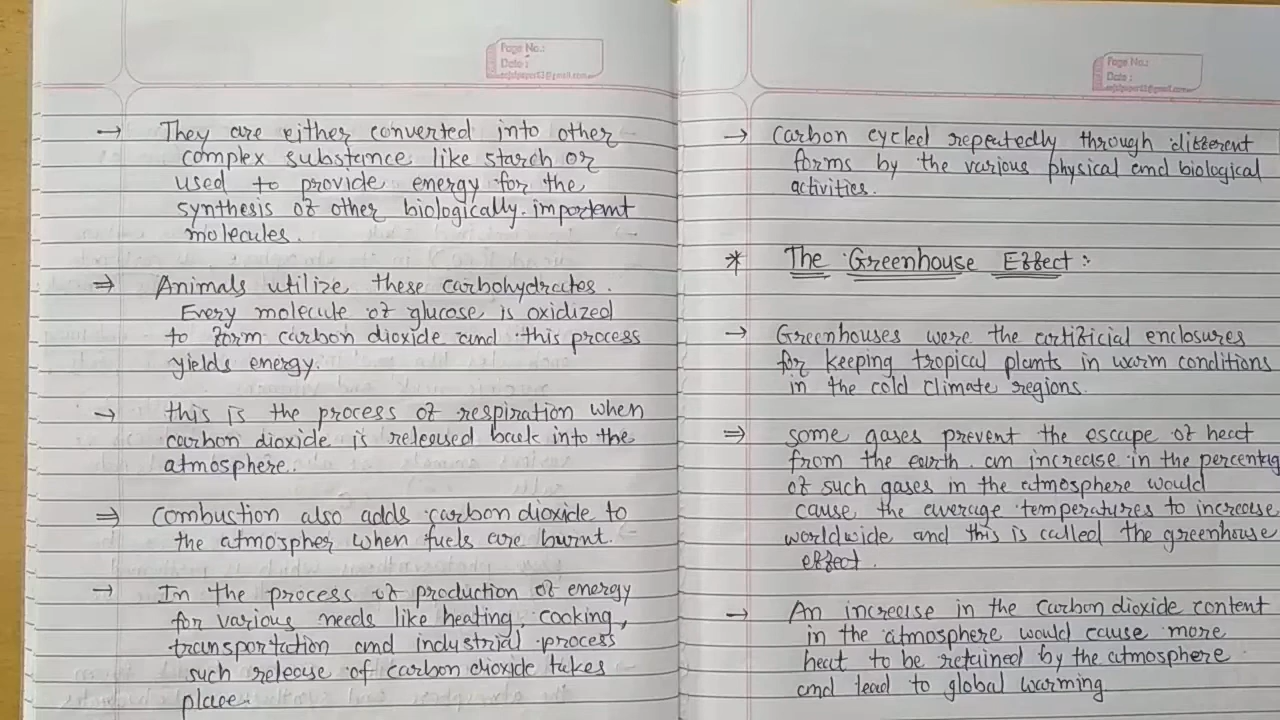 Page No.:
Date :
→ They are either converted into other
complex substance like starch or
used to provide energy for the
synthesis of other biologically. important
molecules.
⇒ Animals utilize these carbohydrates.
Every molecule of glucose is oxidized
to form carbon dioxide and this process
yields energy.
→ this is the process of respiration when
carbon dioxide is released back into the
atmosphere.
⇒ Combustion also adds carbon dioxide to
the atmospher when fuels are burnt.
→ In the process of production of energy
for various needs like heating, cooking,
transportation and industrial process
such release of carbon dioxide takes
place.
Page No.:
Date :
→ Carbon cycled repeatedly through different
forms by the various physical and biological
activities.
* The Greenhouse Effect :
→ Greenhouses were the artificial enclosures
for keeping tropical plants in warm conditions
in the cold climate regions.
⇒ some gases prevent the escape of heat
from the earth. an increase in the percentag
of such gases in the atmosphere would
cause the average temperatures to increase
worldwide and this is called the greenhouse
effect.
→ An increase in the carbon dioxide content
in the atmosphere would cause more
heat to be retained by the atmosphere
and lead to global warming.